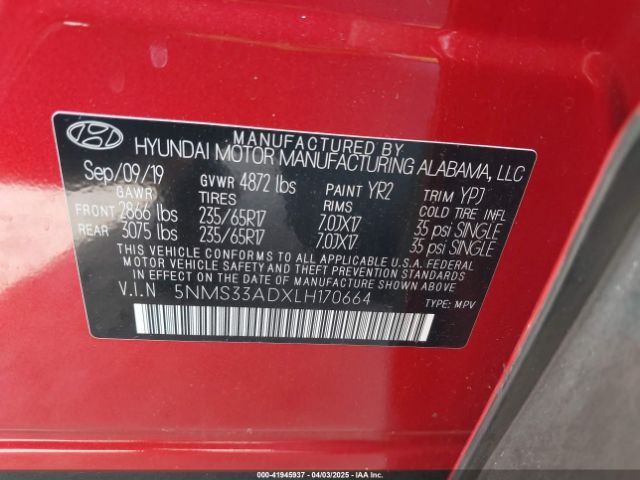 MANUFACTURED BY
HYUNDAI MOTOR MANUFACTURING ALABAMA, LLC
Sep/09/19 GVWR 4872 lbs PAINT YR2 TRIM YPJ
GAWR TIRES RIMS COLD TIRE INFL
FRONT 2866 lbs 235/65R17 7.0JX17 35 psi SINGLE
REAR 3075 lbs 235/65R17 7.0JX17 35 psi SINGLE
THIS VEHICLE CONFORMS TO ALL APPLICABLE U.S.A. FEDERAL
MOTOR VEHICLE SAFETY, BUMPER, AND THEFT PREVENTION STANDARDS
IN EFFECT ON THE DATE OF MANUFACTURE SHOWN ABOVE.
V.I.N 5NMS33ADXLH170664
TYPE: MPV
000-41945937 - 04/03/2025 - IAAI.COM